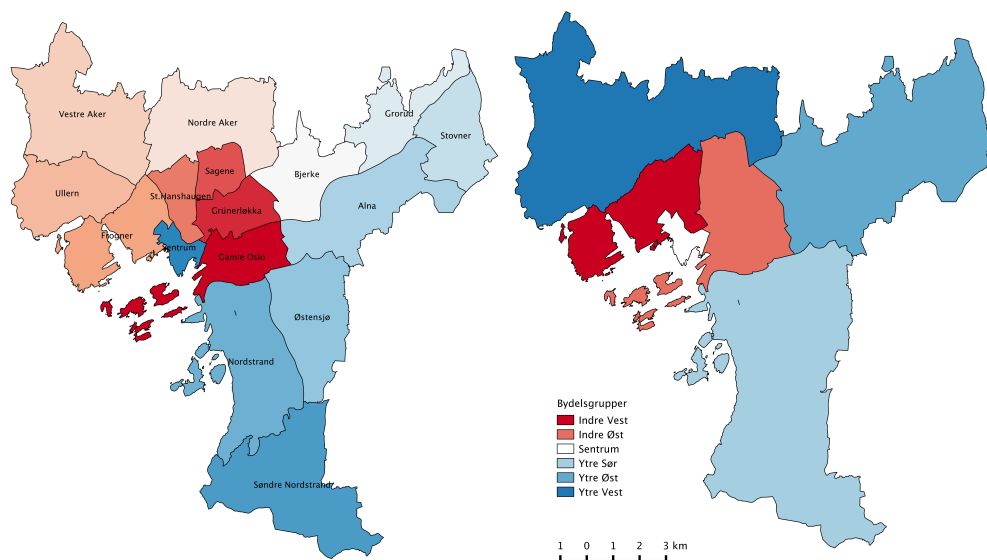 Vestre Aker
Nordre Aker
Grorud
Stovner
Sagene
Bjerke
Ullern
St.Hanshaugen
Alna
Grünerløkka
Frogner
Sentrum
Gamle Oslo
Østensjø
Nordstrand
Søndre Nordstrand
Bydelsgrupper
Indre Vest
Indre Øst
Sentrum
Ytre Sør
Ytre Øst
Ytre Vest
1 0 1 2 3 km